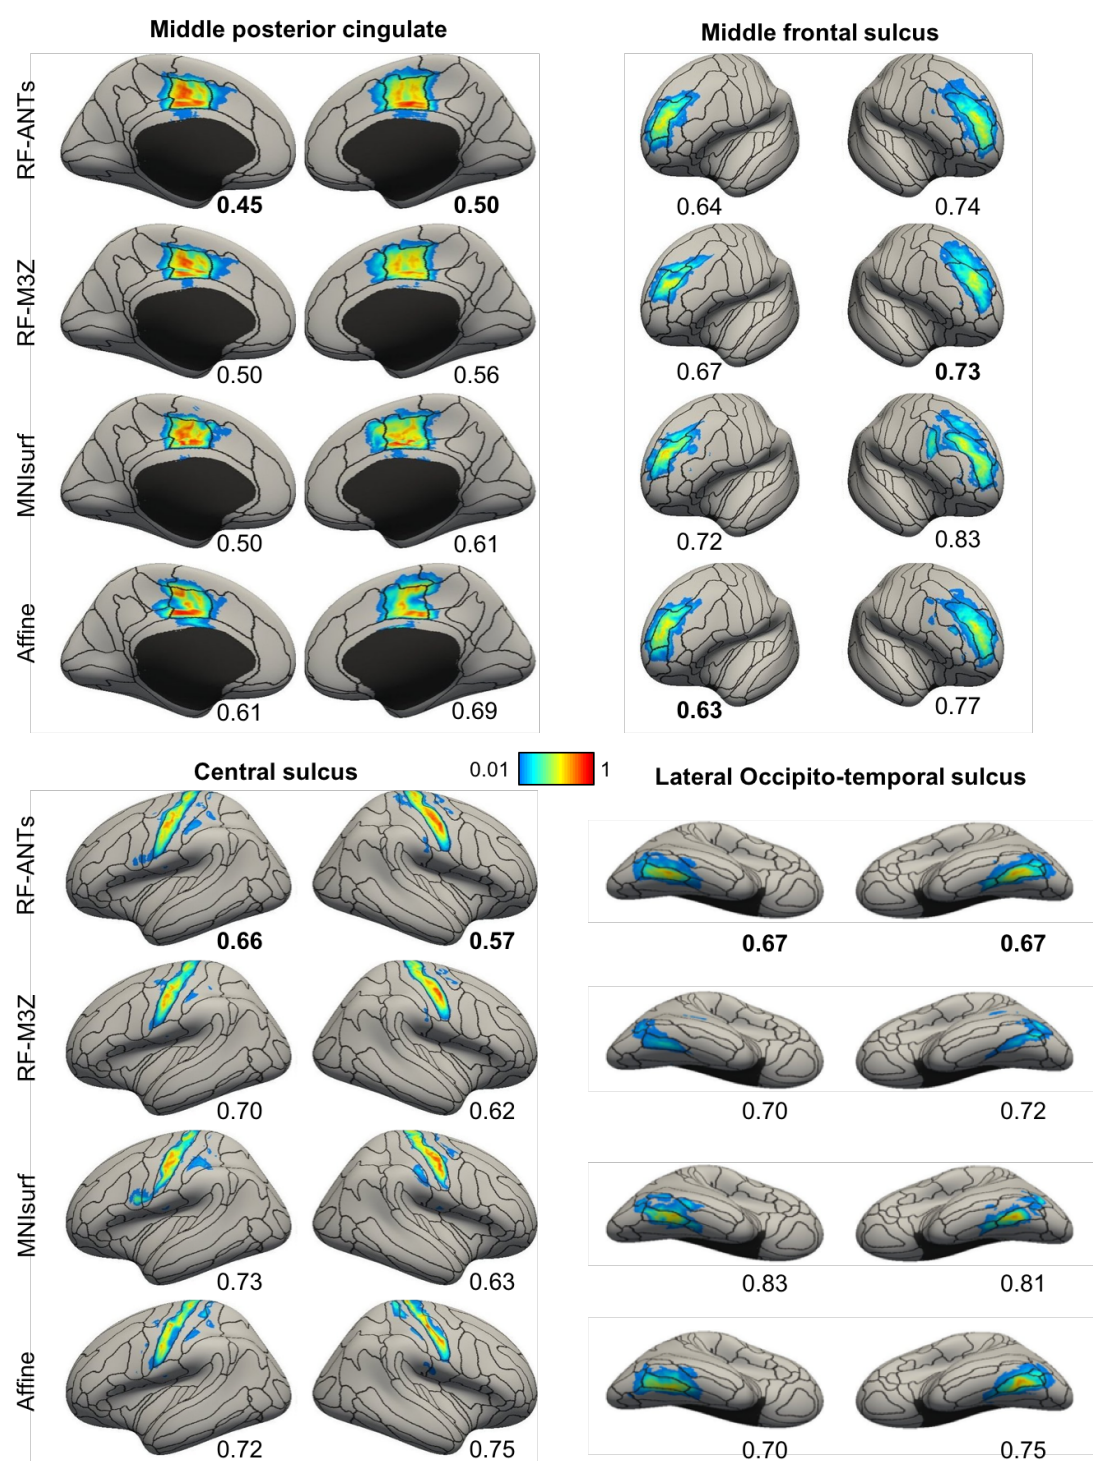 Middle posterior cingulate
Middle frontal sulcus
RF-ANTs
0.45 0.50 0.64 0.74
RF-M3Z
0.50 0.56 0.67 0.73
MNIsurf
0.50 0.61 0.72 0.83
Affine
0.61 0.69 0.63 0.77
0.01 1
Central sulcus
Lateral Occipito-temporal sulcus
RF-ANTs
0.66 0.57 0.67 0.67
RF-M3Z
0.70 0.62 0.70 0.72
MNIsurf
0.73 0.63 0.83 0.81
Affine
0.72 0.75 0.70 0.75